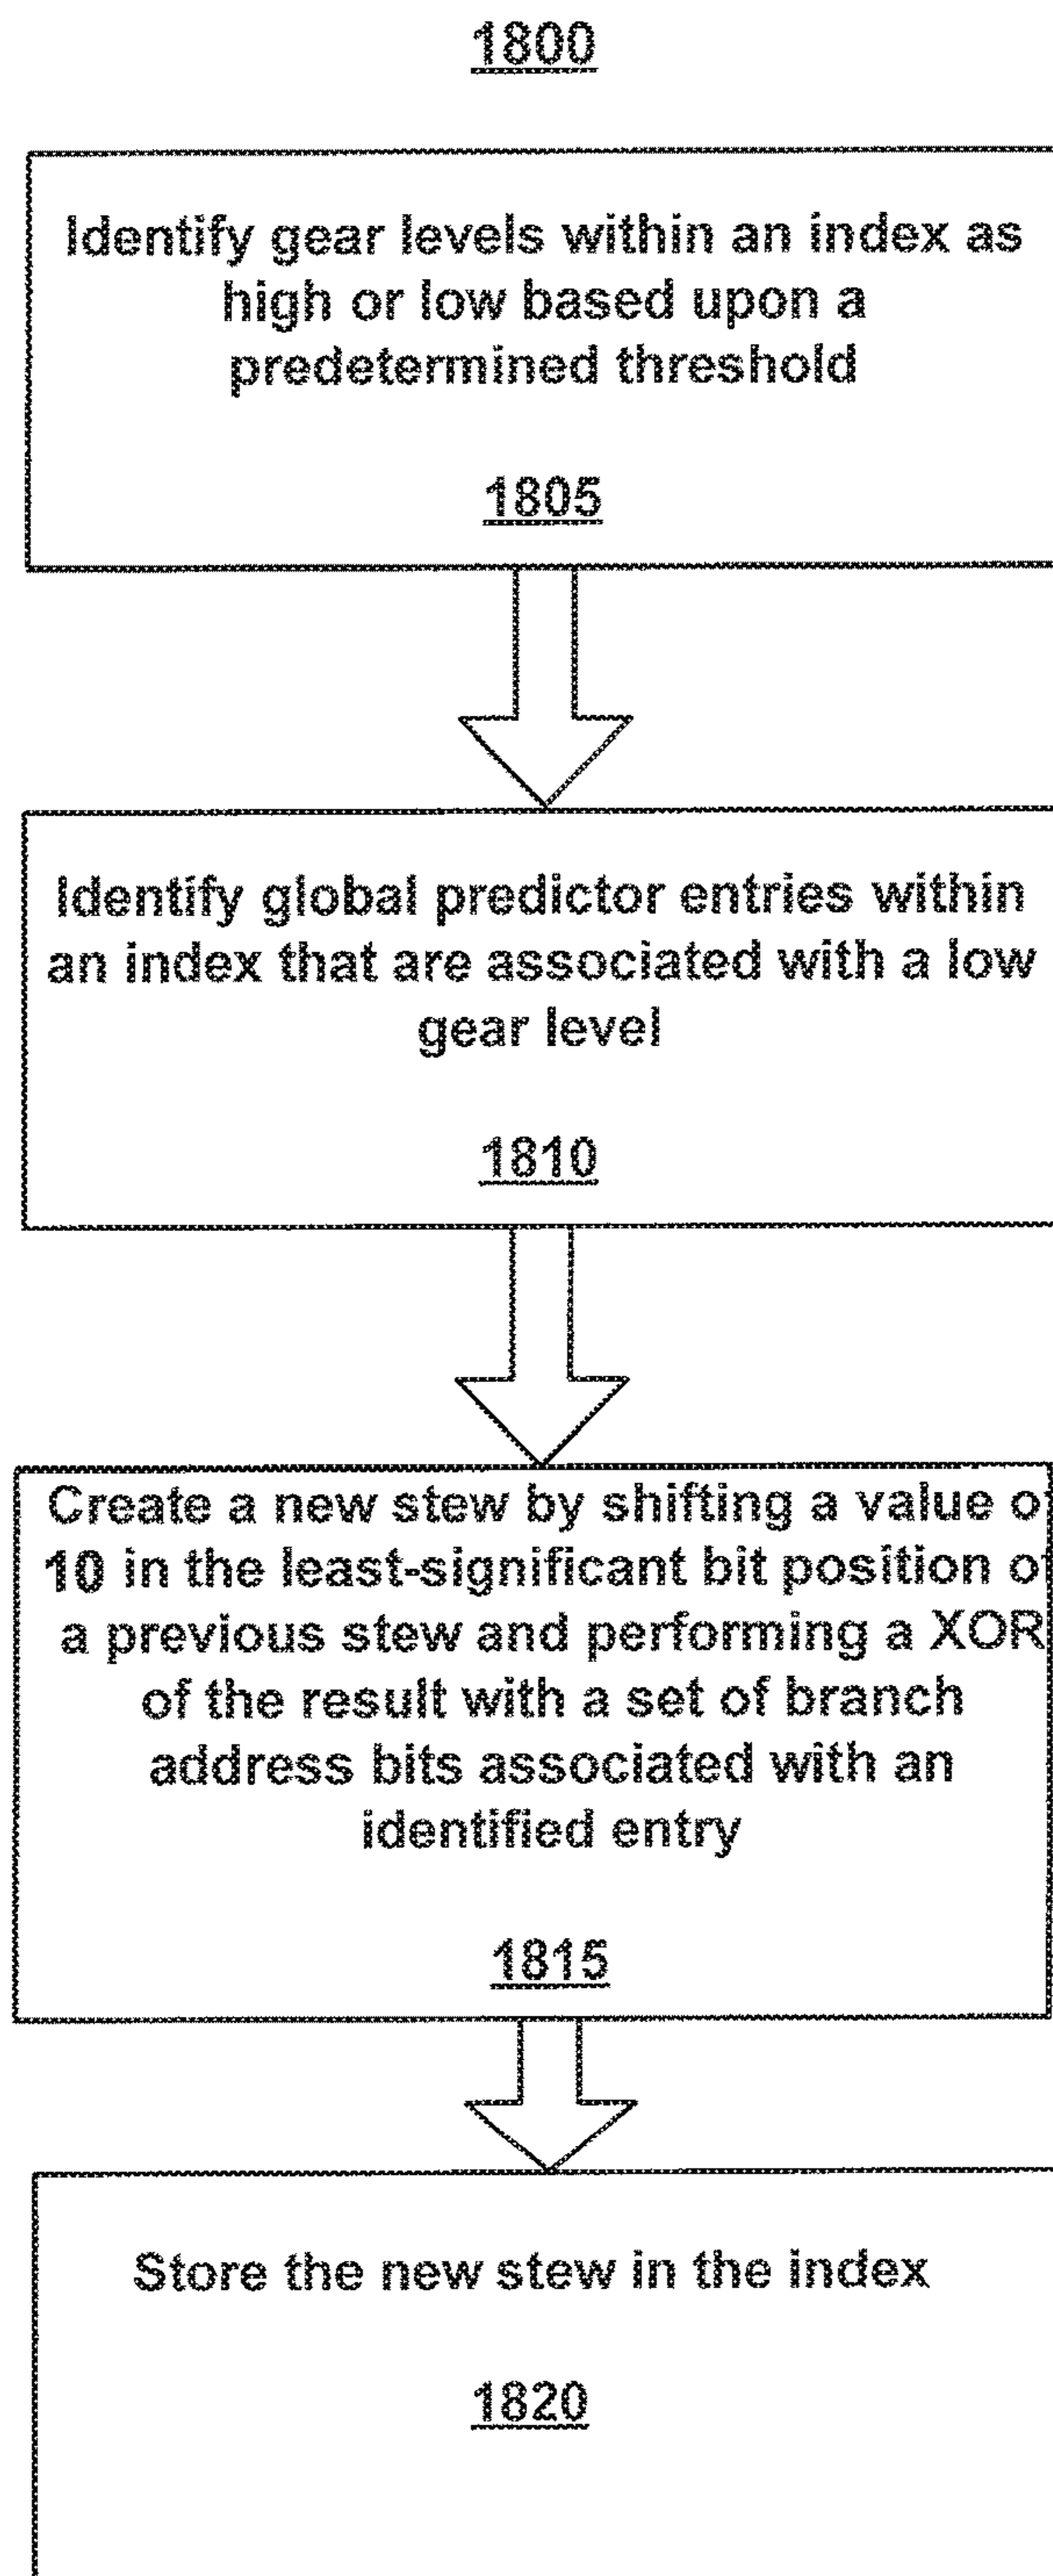 1800
Identify gear levels within an index as
high or low based upon a
predetermined threshold
1805
Identify global predictor entries within
an index that are associated with a low
gear level
1810
Create a new stew by shifting a value of
10 in the least-significant bit position of
a previous stew and performing a XOR
of the result with a set of branch
address bits associated with an
identified entry
1815
Store the new stew in the index
1820